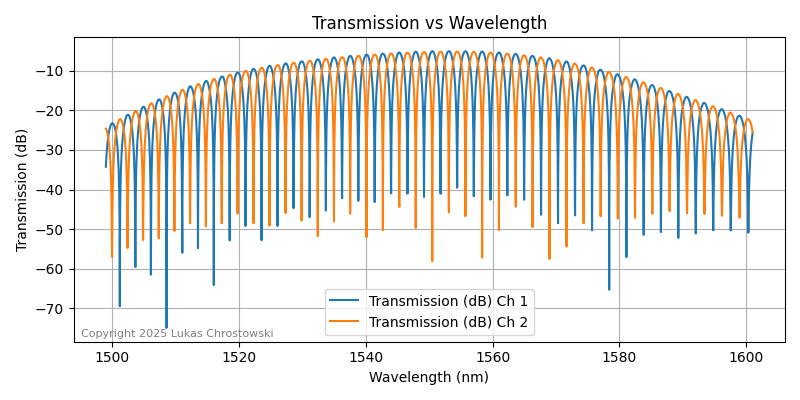 Transmission vs Wavelength
Transmission (dB)
−10
−20
−30
−40
−50
−60
−70
Transmission (dB) Ch 1
Transmission (dB) Ch 2
Copyright 2025 Lukas Chrostowski
1500
1520
1540
1560
1580
1600
Wavelength (nm)